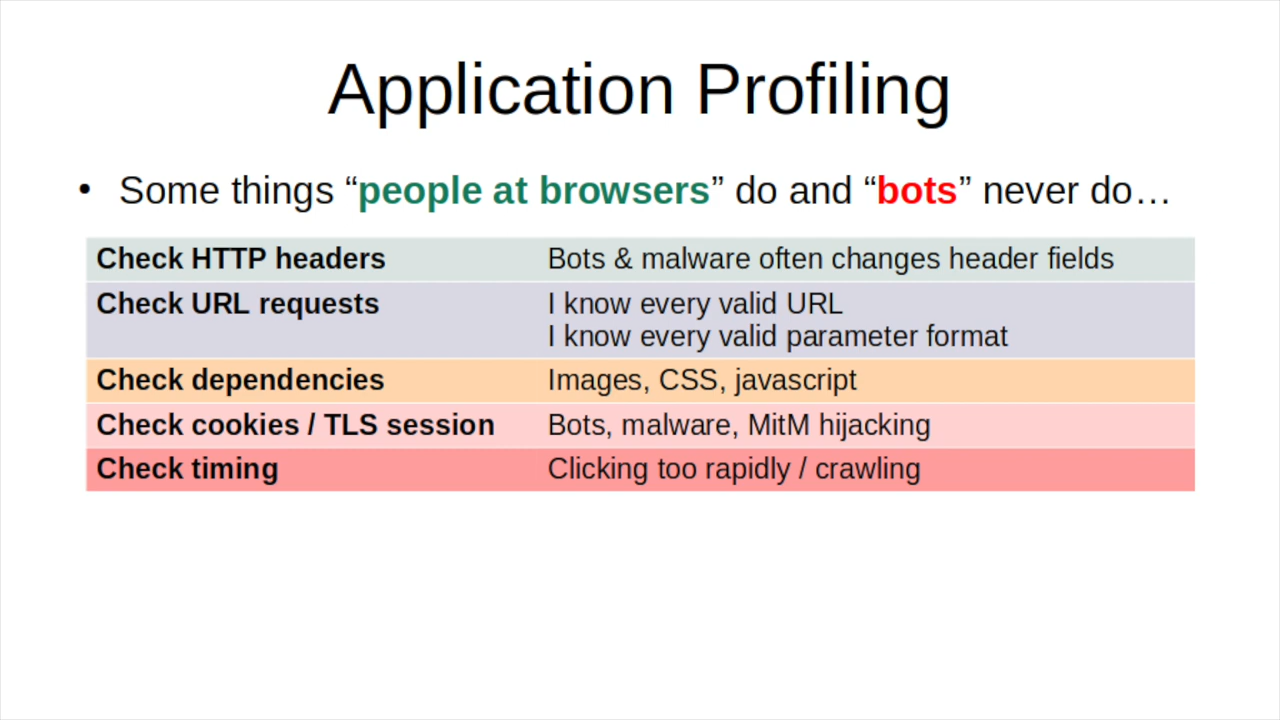 Application Profiling
• Some things “people at browsers” do and “bots” never do…
Check HTTP headers Bots & malware often changes header fields
Check URL requests I know every valid URL
I know every valid parameter format
Check dependencies Images, CSS, javascript
Check cookies / TLS session Bots, malware, MitM hijacking
Check timing Clicking too rapidly / crawling